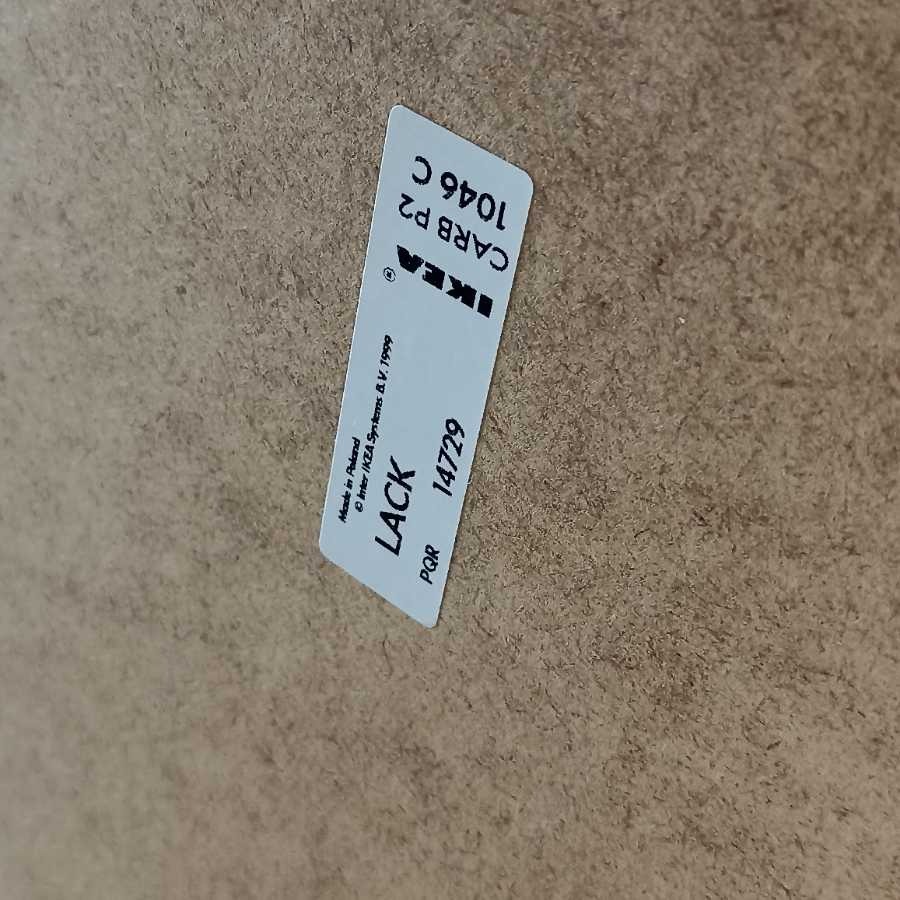 Made in Poland
© Inter IKEA Systems B.V. 1999
LACK
PQR 14729
IKEA®
CARB P2
1046 C